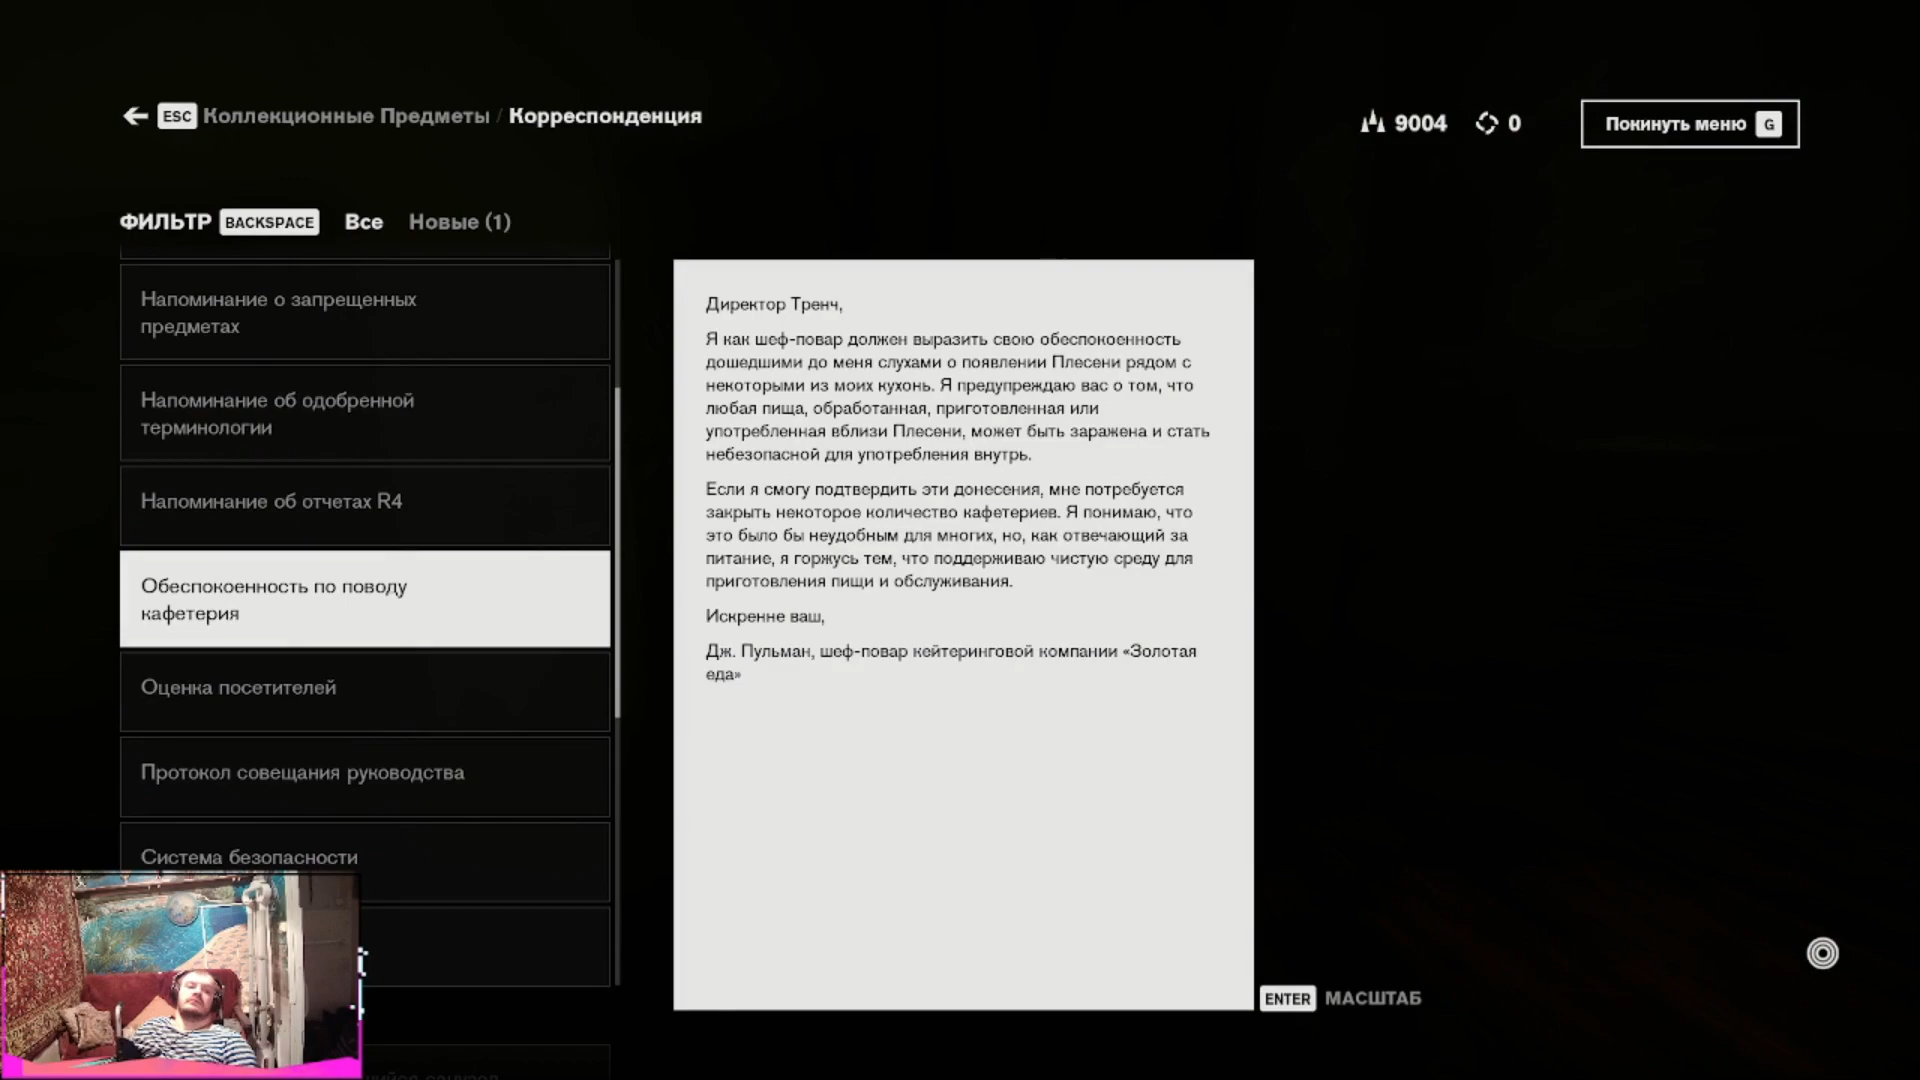 ESC Коллекционные Предметы / Корреспонденция
9004
0
Покинуть меню G
ФИЛЬТР BACKSPACE Все Новые (1)
Напоминание о запрещенных
предметах
Напоминание об одобренной
терминологии
Напоминание об отчетах R4
Обеспокоенность по поводу
кафетерия
Оценка посетителей
Протокол совещания руководства
Система безопасности
Директор Тренч,
Я как шеф-повар должен выразить свою обеспокоенность
дошедшими до меня слухами о появлении Плесени рядом с
некоторыми из моих кухонь. Я предупреждаю вас о том, что
любая пища, обработанная, приготовленная или
употребленная вблизи Плесени, может быть заражена и стать
небезопасной для употребления внутрь.
Если я смогу подтвердить эти донесения, мне потребуется
закрыть некоторое количество кафетериев. Я понимаю, что
это было бы неудобным для многих, но, как отвечающий за
питание, я горжусь тем, что поддерживаю чистую среду для
приготовления пищи и обслуживания.
Искренне ваш,
Дж. Пульман, шеф-повар кейтеринговой компании «Золотая
еда»
ENTER МАСШТАБ